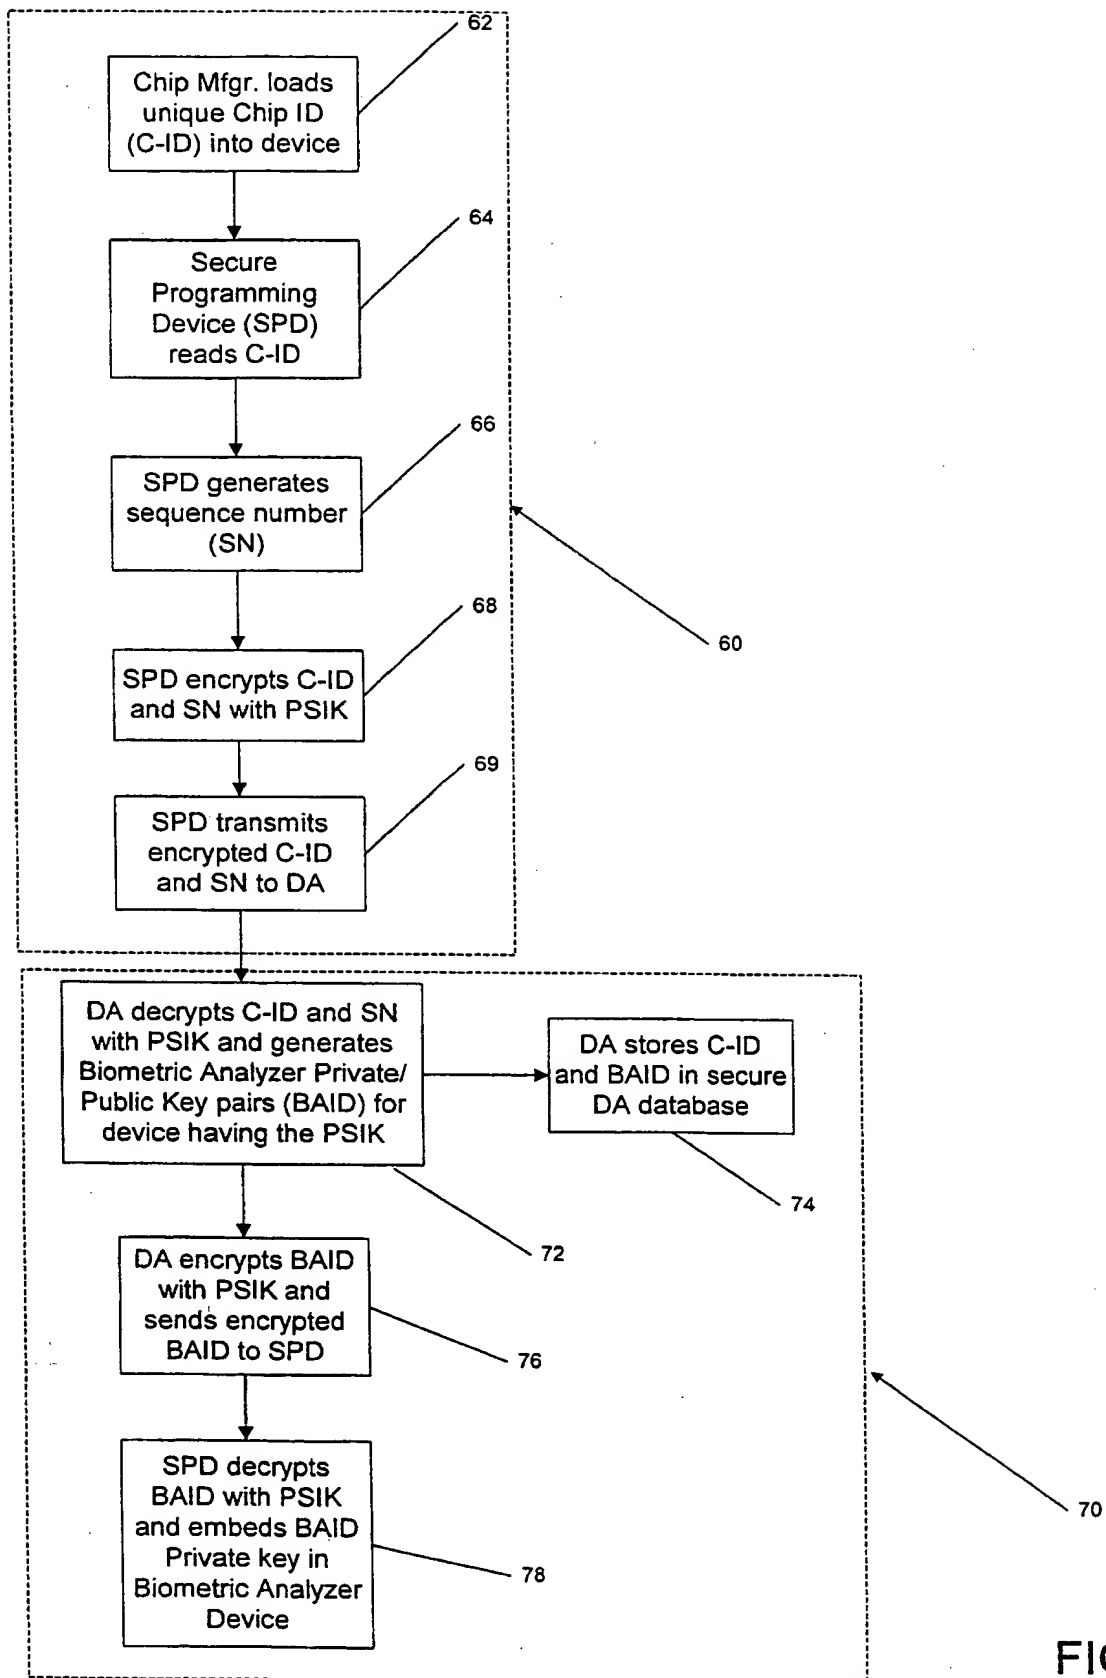 62
Chip Mfgr. loads
unique Chip ID
(C-ID) into device
64
Secure
Programming
Device (SPD)
reads C-ID
66
SPD generates
sequence number
(SN)
60
68
SPD encrypts C-ID
and SN with PSIK
69
SPD transmits
encrypted C-ID
and SN to DA
DA decrypts C-ID and SN
with PSIK and generates
Biometric Analyzer Private/
Public Key pairs (BAID) for
device having the PSIK
72
DA stores C-ID
and BAID in secure
DA database
74
DA encrypts BAID
with PSIK and
sends encrypted
BAID to SPD
76
SPD decrypts
BAID with PSIK
and embeds BAID
Private key in
Biometric Analyzer
Device
78
70